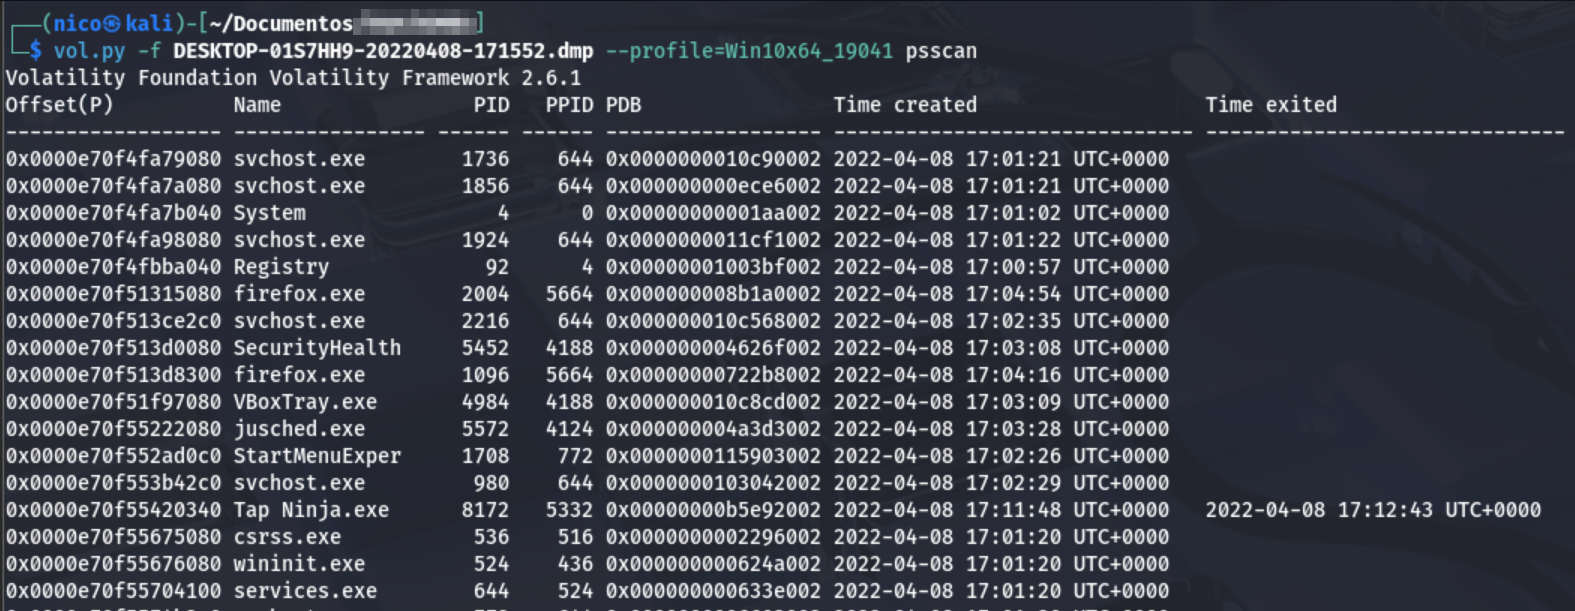 ┌──(nico㉿kali)-[~/Documentos ]
└─$ vol.py -f DESKTOP-01S7HH9-20220408-171552.dmp --profile=Win10x64_19041 psscan
Volatility Foundation Volatility Framework 2.6.1
Offset(P)          Name                PID   PPID PDB                Time created                   Time exited
------------------ ---------------- ------ ------ ------------------ ------------------------------ ------------------------------
0x0000e70f4fa79080 svchost.exe        1736    644 0x0000000010c90002 2022-04-08 17:01:21 UTC+0000
0x0000e70f4fa7a080 svchost.exe        1856    644 0x000000000ece6002 2022-04-08 17:01:21 UTC+0000
0x0000e70f4fa7b040 System                4      0 0x00000000001aa002 2022-04-08 17:01:02 UTC+0000
0x0000e70f4fa98080 svchost.exe        1924    644 0x0000000011cf1002 2022-04-08 17:01:22 UTC+0000
0x0000e70f4fbba040 Registry             92      4 0x00000001003bf002 2022-04-08 17:00:57 UTC+0000
0x0000e70f51315080 firefox.exe        2004   5664 0x000000008b1a0002 2022-04-08 17:04:54 UTC+0000
0x0000e70f513ce2c0 svchost.exe        2216    644 0x000000010c568002 2022-04-08 17:02:35 UTC+0000
0x0000e70f513d0080 SecurityHealth     5452   4188 0x000000004626f002 2022-04-08 17:03:08 UTC+0000
0x0000e70f513d8300 firefox.exe        1096   5664 0x00000000722b8002 2022-04-08 17:04:16 UTC+0000
0x0000e70f51f97080 VBoxTray.exe       4984   4188 0x000000010c8cd002 2022-04-08 17:03:09 UTC+0000
0x0000e70f55222080 jusched.exe        5572   4124 0x000000004a3d3002 2022-04-08 17:03:28 UTC+0000
0x0000e70f552ad0c0 StartMenuExper     1708    772 0x0000000115903002 2022-04-08 17:02:26 UTC+0000
0x0000e70f553b42c0 svchost.exe         980    644 0x0000000103042002 2022-04-08 17:02:29 UTC+0000
0x0000e70f55420340 Tap Ninja.exe      8172   5332 0x00000000b5e92002 2022-04-08 17:11:48 UTC+0000   2022-04-08 17:12:43 UTC+0000
0x0000e70f55675080 csrss.exe           536    516 0x0000000002296002 2022-04-08 17:01:20 UTC+0000
0x0000e70f55676080 wininit.exe         524    436 0x000000000624a002 2022-04-08 17:01:20 UTC+0000
0x0000e70f55704100 services.exe        644    524 0x000000000633e002 2022-04-08 17:01:20 UTC+0000